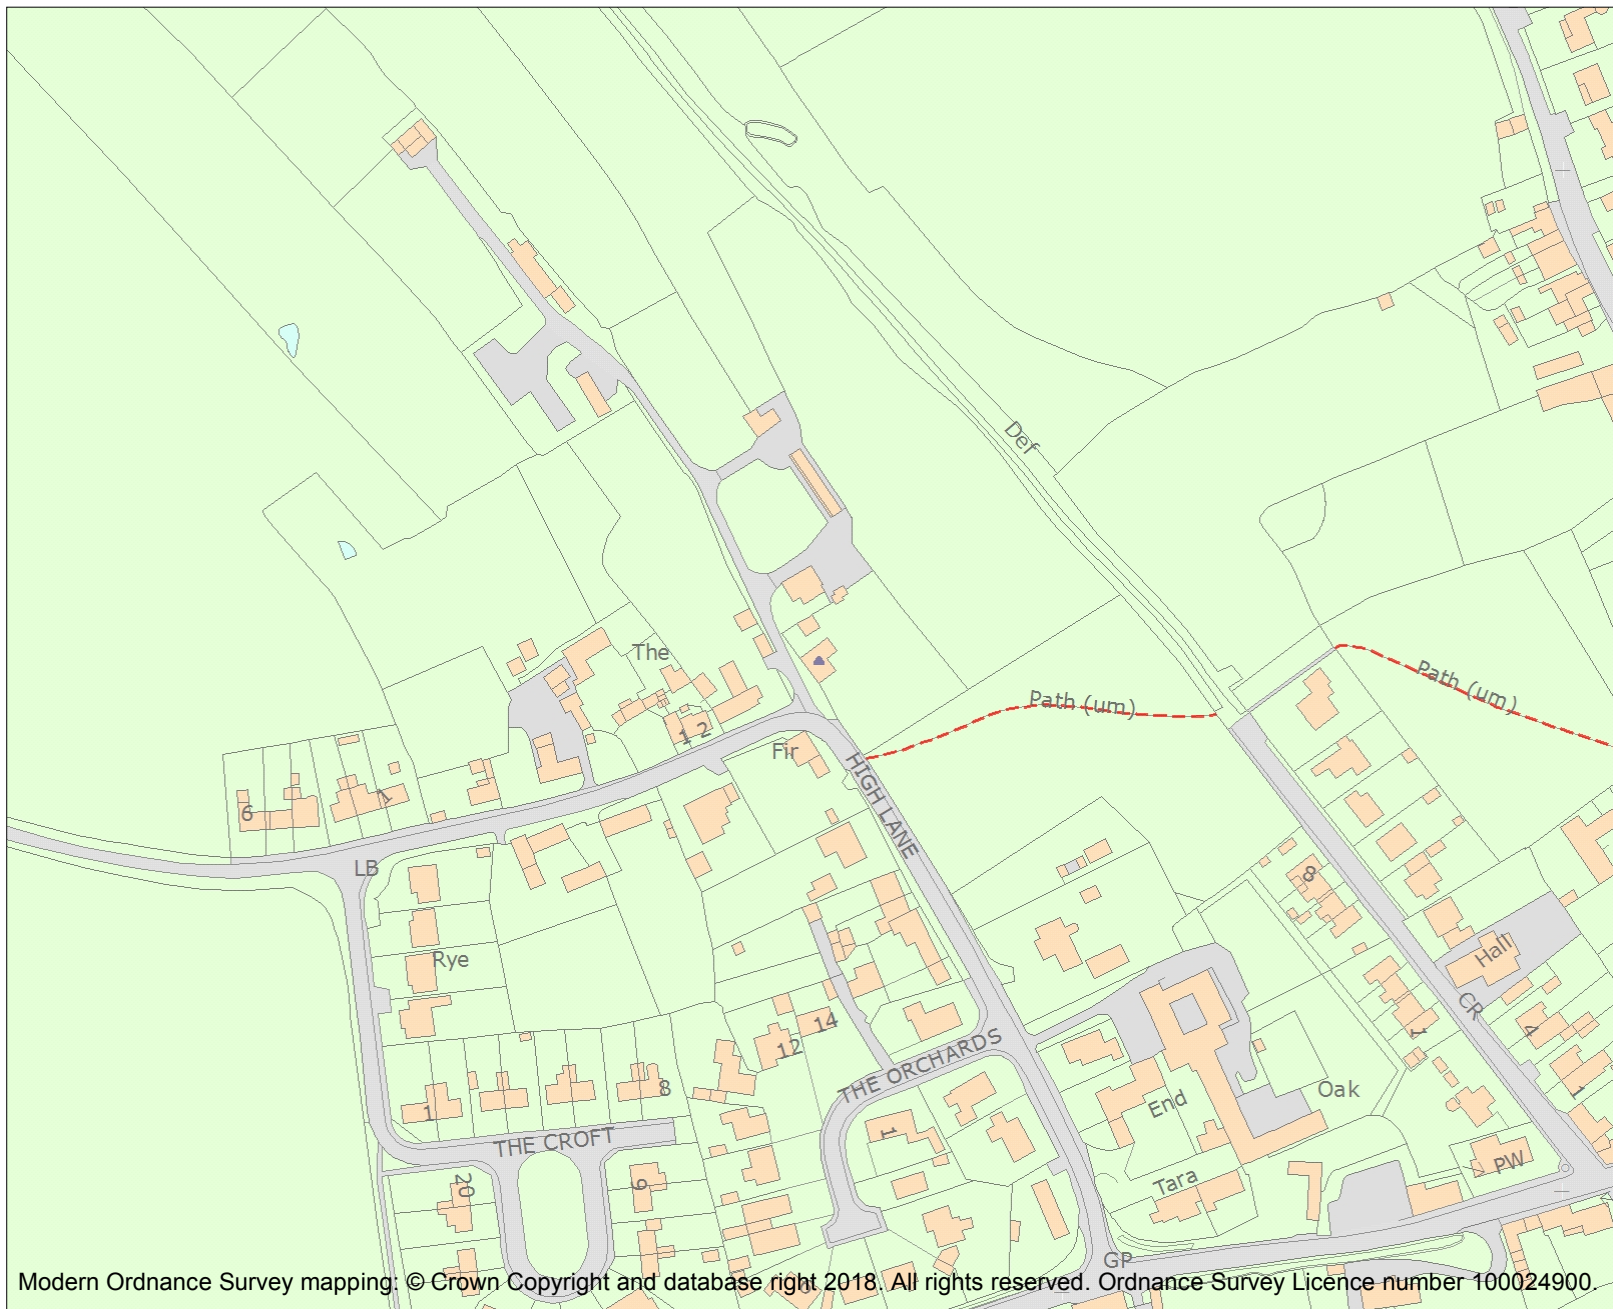 Def
The
Path (um)
Path (um)
1 2
Fir
HIGH LANE
6
1
LB
8
Rye
Hall
CR
14
12
1
4
THE ORCHARDS
1
8
1
End
Oak
1
THE CROFT
20
9
Tara
PW
GP
Modern Ordnance Survey mapping: © Crown Copyright and database right 2018. All rights reserved. Ordnance Survey Licence number 100024900.